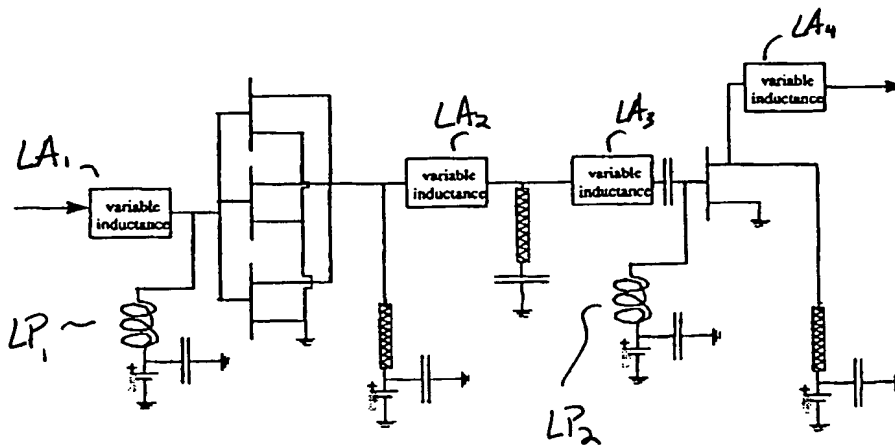 LA4
variable
inductance
LA2
LA3
LA1
variable
inductance
variable
inductance
variable
inductance
LP1
LP2